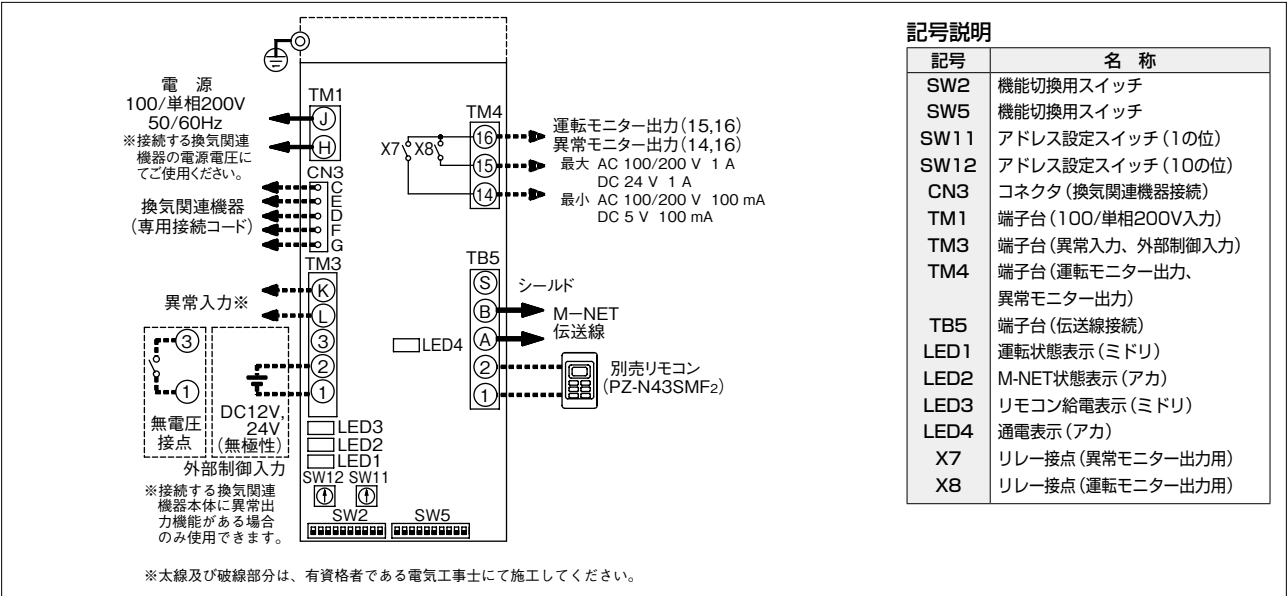 電 源
100/単相200V
50/60Hz
※接続する換気関連
機器の電源電圧に
てご使用ください。
TM1
J
H
CN3
C
E
D
F
G
換気関連機器
(専用接続コード)
TM3
K
L
3
2
1
異常入力※
3
1
無電圧
接点
DC12V,
24V
(無極性)
外部制御入力
※接続する換気関連
機器本体に異常出
力機能がある場合
のみ使用できます。
LED3
LED2
LED1
SW12 SW11
SW2 SW5
X7 X8
TM4
16
15
14
運転モニター出力(15,16)
異常モニター出力(14,16)
最大 AC 100/200 V 1 A
DC 24 V 1 A
最小 AC 100/200 V 100 mA
DC 5 V 100 mA
TB5
S
B
A
2
1
シールド
M-NET
伝送線
LED4
別売リモコン
(PZ-N43SMF2)
※太線及び破線部分は、有資格者である電気工事士にて施工してください。
記号説明
記号 名 称
SW2 機能切換用スイッチ
SW5 機能切換用スイッチ
SW11 アドレス設定スイッチ(1の位)
SW12 アドレス設定スイッチ(10の位)
CN3 コネクタ(換気関連機器接続)
TM1 端子台(100/単相200V入力)
TM3 端子台(異常入力、外部制御入力)
TM4 端子台(運転モニター出力、
異常モニター出力)
TB5 端子台(伝送線接続)
LED1 運転状態表示(ミドリ)
LED2 M-NET状態表示(アカ)
LED3 リモコン給電表示(ミドリ)
LED4 通電表示(アカ)
X7 リレー接点(異常モニター出力用)
X8 リレー接点(運転モニター出力用)